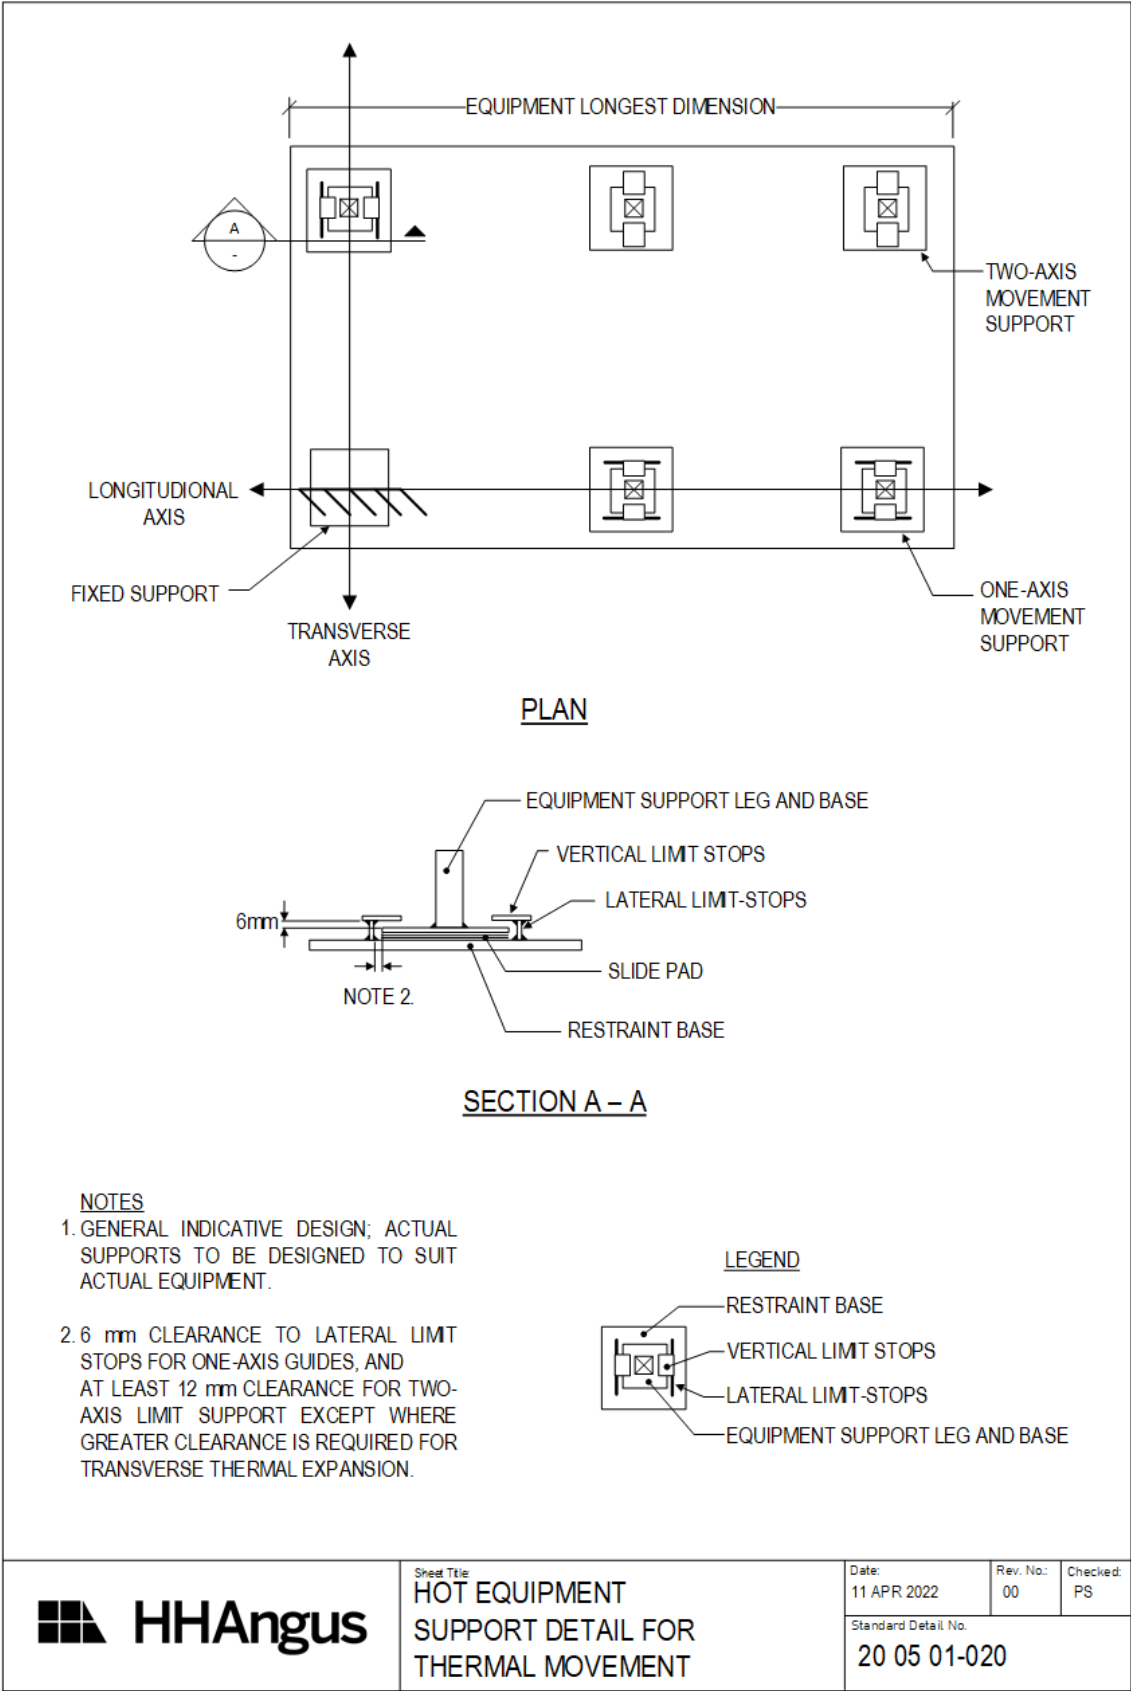 EQUIPMENT LONGEST DIMENSION
A
-
TWO-AXIS
MOVEMENT
SUPPORT
LONGITUDIONAL
AXIS
FIXED SUPPORT
TRANSVERSE
AXIS
ONE-AXIS
MOVEMENT
SUPPORT
PLAN
EQUIPMENT SUPPORT LEG AND BASE
VERTICAL LIMIT STOPS
LATERAL LIMIT-STOPS
6mm
SLIDE PAD
NOTE 2.
RESTRAINT BASE
SECTION A – A
NOTES
1. GENERAL INDICATIVE DESIGN; ACTUAL
SUPPORTS TO BE DESIGNED TO SUIT
ACTUAL EQUIPMENT.
2. 6 mm CLEARANCE TO LATERAL LIMIT
STOPS FOR ONE-AXIS GUIDES, AND
AT LEAST 12 mm CLEARANCE FOR TWO-
AXIS LIMIT SUPPORT EXCEPT WHERE
GREATER CLEARANCE IS REQUIRED FOR
TRANSVERSE THERMAL EXPANSION.
LEGEND
RESTRAINT BASE
VERTICAL LIMIT STOPS
LATERAL LIMIT-STOPS
EQUIPMENT SUPPORT LEG AND BASE
HHAngus
Sheet Title:
HOT EQUIPMENT
SUPPORT DETAIL FOR
THERMAL MOVEMENT
Date:
11 APR 2022
Rev. No.:
00
Checked:
PS
Standard Detail No.
20 05 01-020